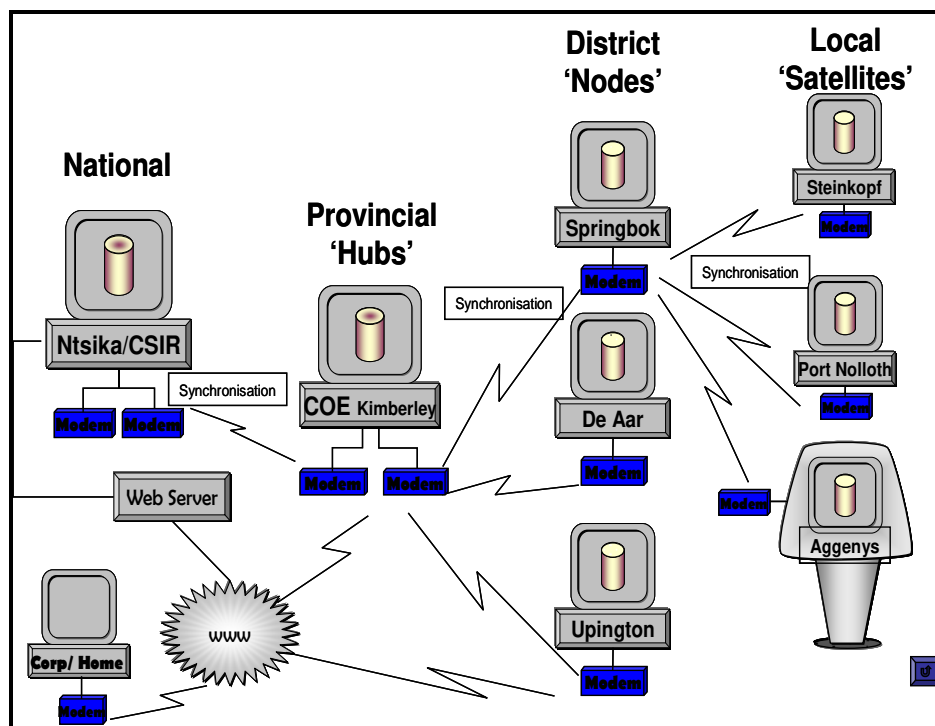 District
'Nodes'
Local
'Satellites'
National
Provincial
'Hubs'
Steinkopf
Modem
Springbok
Modem
Synchronisation
Synchronisation
Ntsika/CSIR
Modem
Modem
Synchronisation
COE Kimberley
Modem
Modem
De Aar
Modem
Port Nolloth
Modem
Modem
Aggenys
Web Server
www
Upington
Modem
Corp/ Home
Modem